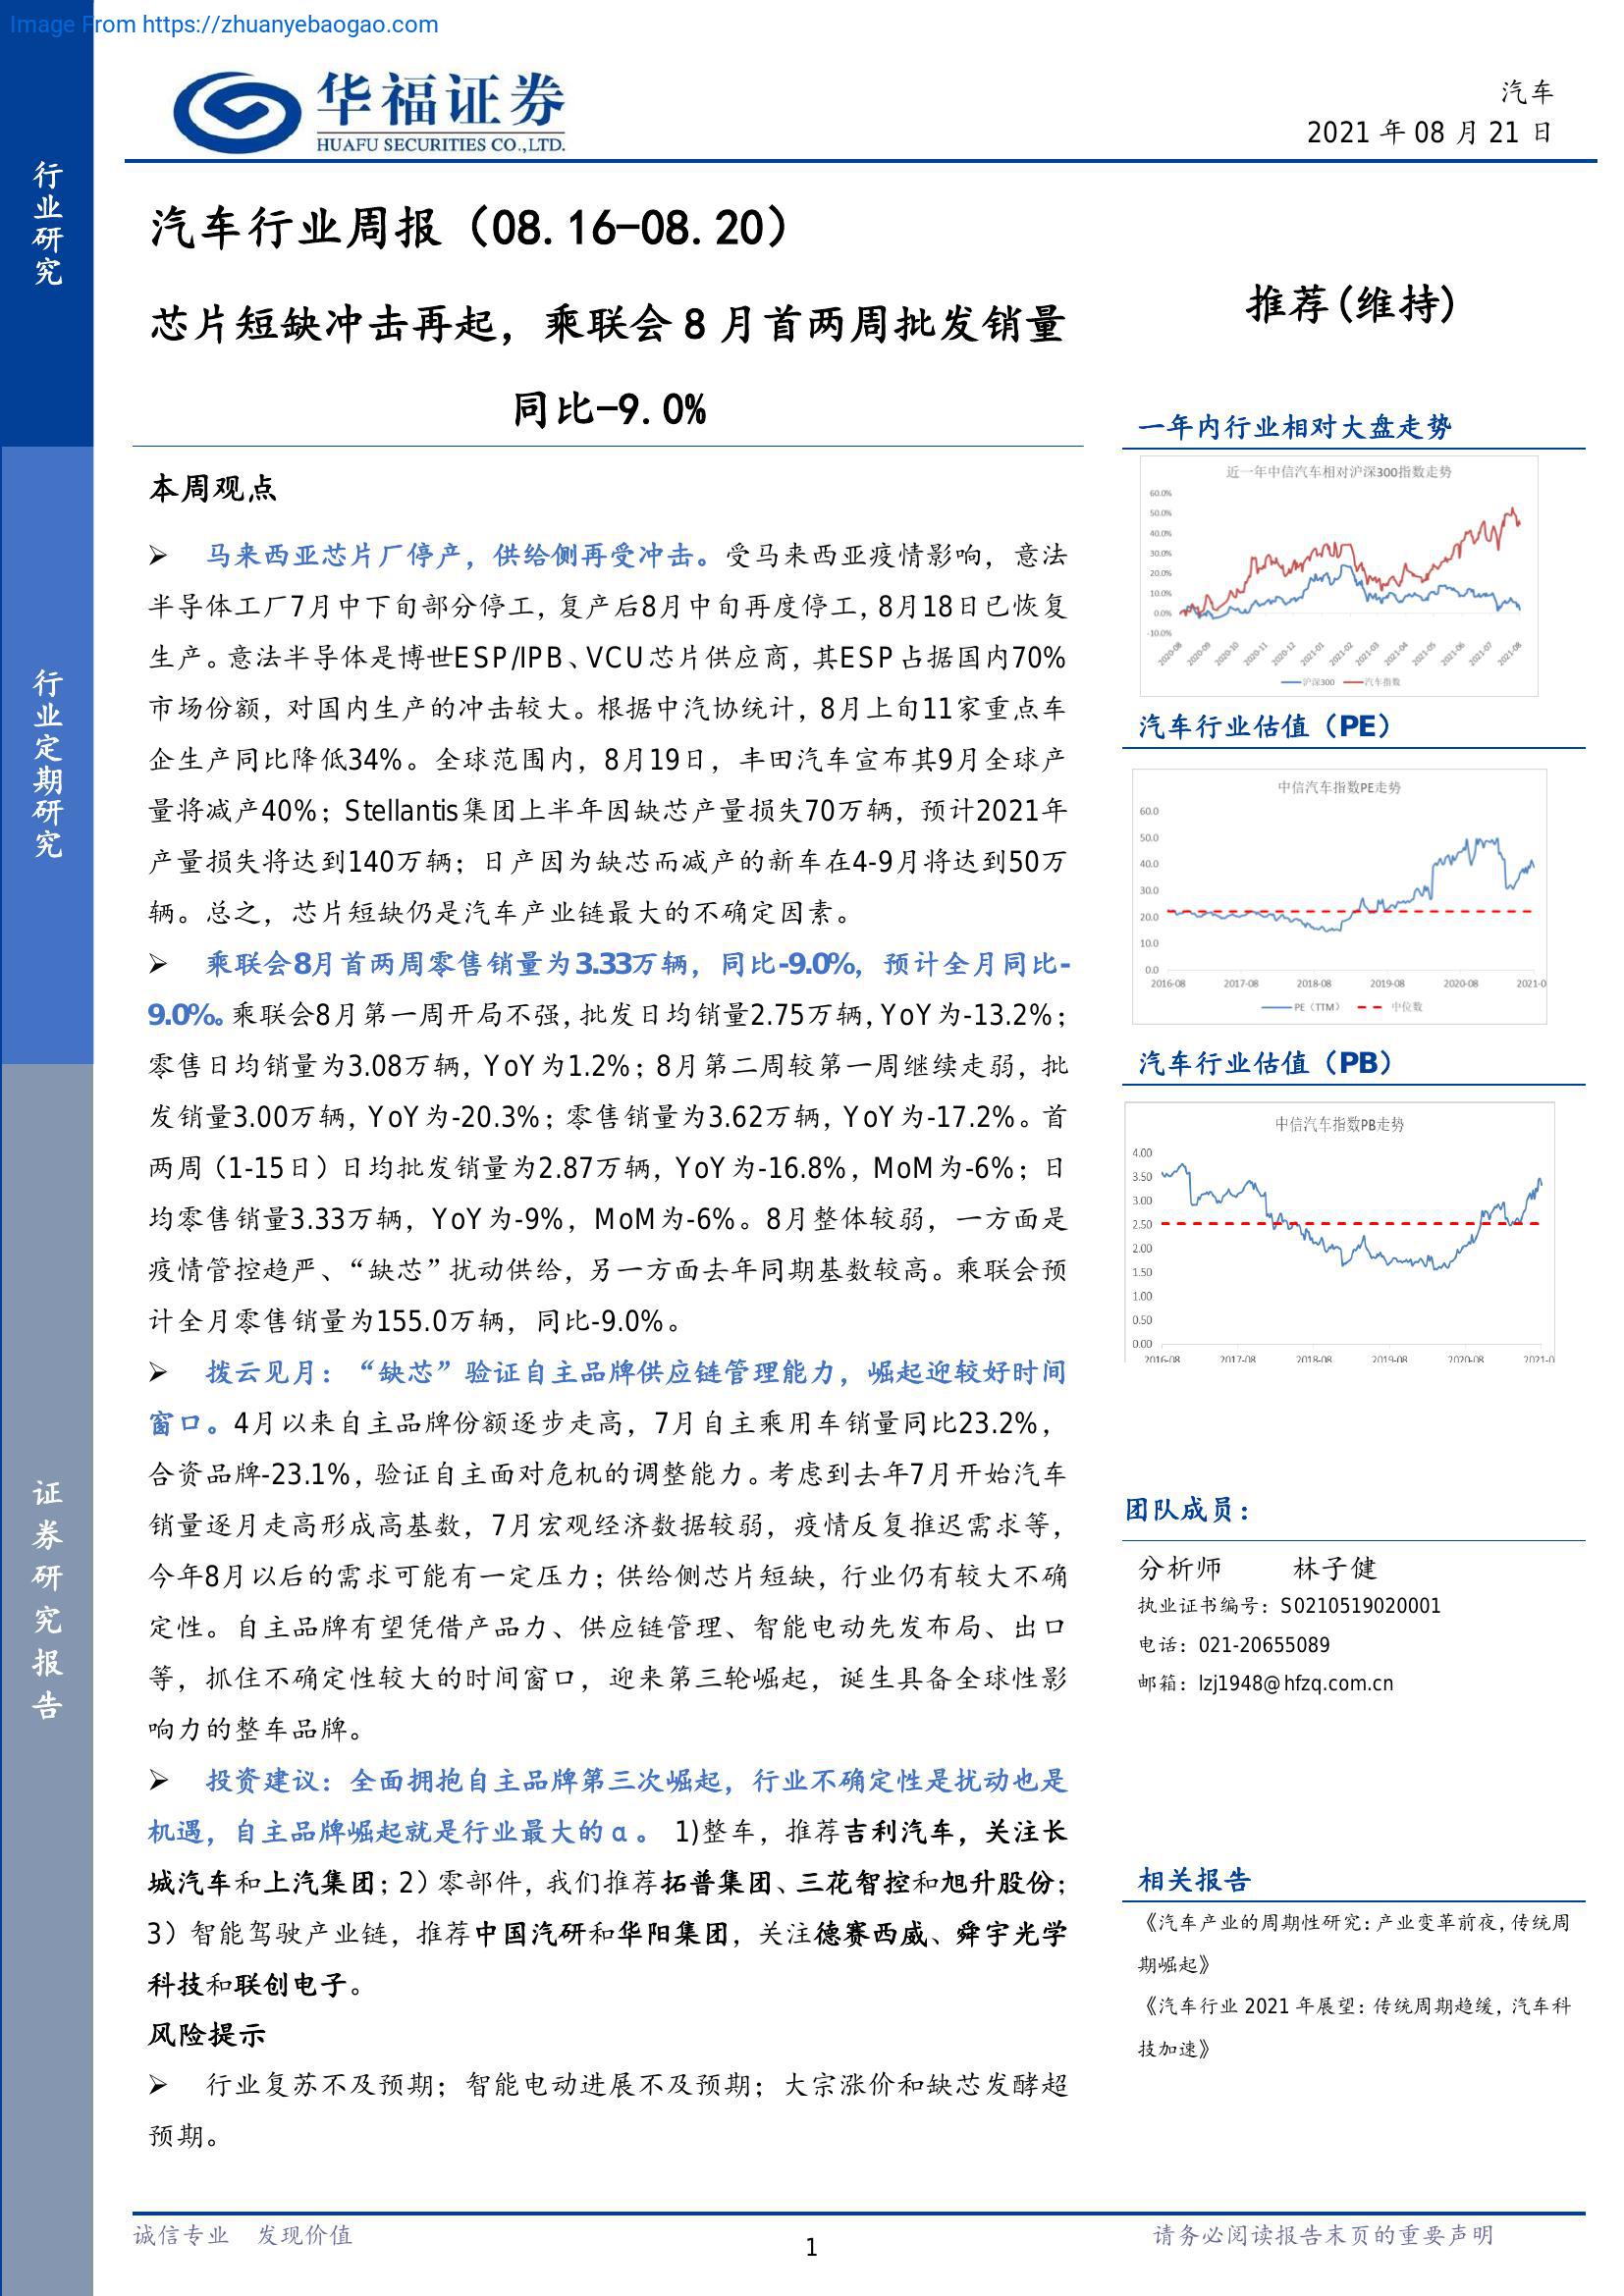 Image From https://zhuanyebaogao.com
华福证券
HUAFU SECURITIES CO.,LTD.
汽车
2021 年 08 月 21 日
行业研究
行业定期研究
证券研究报告
汽车行业周报（08.16-08.20）
芯片短缺冲击再起，乘联会 8 月首两周批发销量
同比-9.0%
本周观点
➢ 马来西亚芯片厂停产，供给侧再受冲击。受马来西亚疫情影响，意法
半导体工厂7月中下旬部分停工，复产后8月中旬再度停工，8月18日已恢复
生产。意法半导体是博世ESP/IPB、VCU芯片供应商，其ESP占据国内70%
市场份额，对国内生产的冲击较大。根据中汽协统计，8月上旬11家重点车
企生产同比降低34%。全球范围内，8月19日，丰田汽车宣布其9月全球产
量将减产40%；Stellantis集团上半年因缺芯产量损失70万辆，预计2021年
产量损失将达到140万辆；日产因为缺芯而减产的新车在4-9月将达到50万
辆。总之，芯片短缺仍是汽车产业链最大的不确定因素。
➢ 乘联会8月首两周零售销量为3.33万辆，同比-9.0%，预计全月同比-
9.0%。乘联会8月第一周开局不强，批发日均销量2.75万辆，YoY为-13.2%；
零售日均销量为3.08万辆，YoY为1.2%；8月第二周较第一周继续走弱，批
发销量3.00万辆，YoY为-20.3%；零售销量为3.62万辆，YoY为-17.2%。首
两周（1-15日）日均批发销量为2.87万辆，YoY为-16.8%，MoM为-6%；日
均零售销量3.33万辆，YoY为-9%，MoM为-6%。8月整体较弱，一方面是
疫情管控趋严、“缺芯”扰动供给，另一方面去年同期基数较高。乘联会预
计全月零售销量为155.0万辆，同比-9.0%。
➢ 拨云见月：“缺芯”验证自主品牌供应链管理能力，崛起迎较好时间
窗口。4月以来自主品牌份额逐步走高，7月自主乘用车销量同比23.2%，
合资品牌-23.1%，验证自主面对危机的调整能力。考虑到去年7月开始汽车
销量逐月走高形成高基数，7月宏观经济数据较弱，疫情反复推迟需求等，
今年8月以后的需求可能有一定压力；供给侧芯片短缺，行业仍有较大不确
定性。自主品牌有望凭借产品力、供应链管理、智能电动先发布局、出口
等，抓住不确定性较大的时间窗口，迎来第三轮崛起，诞生具备全球性影
响力的整车品牌。
➢ 投资建议：全面拥抱自主品牌第三次崛起，行业不确定性是扰动也是
机遇，自主品牌崛起就是行业最大的α。 1)整车，推荐吉利汽车，关注长
城汽车和上汽集团；2）零部件，我们推荐拓普集团、三花智控和旭升股份；
3）智能驾驶产业链，推荐中国汽研和华阳集团，关注德赛西威、舜宇光学
科技和联创电子。
风险提示
➢ 行业复苏不及预期；智能电动进展不及预期；大宗涨价和缺芯发酵超
预期。
推荐(维持)
一年内行业相对大盘走势
近一年中信汽车相对沪深300指数走势
60.0%
50.0%
40.0%
30.0%
20.0%
10.0%
0.0%
-10.0%
2020-08 2020-09 2020-10 2020-11 2020-12 2021-01 2021-02 2021-03 2021-04 2021-05 2021-06 2021-07 2021-08
沪深300 汽车指数
汽车行业估值（PE）
中信汽车指数PE走势
60.0
50.0
40.0
30.0
20.0
10.0
0.0
2016-08 2017-08 2018-08 2019-08 2020-08 2021-0
PE（TTM） 中位数
汽车行业估值（PB）
中信汽车指数PB走势
4.00
3.50
3.00
2.50
2.00
1.50
1.00
0.50
0.00
2016-08 2017-08 2018-08 2019-08 2020-08 2021-0
团队成员：
分析师 林子健
执业证书编号：S0210519020001
电话：021-20655089
邮箱：lzj1948@hfzq.com.cn
相关报告
《汽车产业的周期性研究：产业变革前夜，传统周
期崛起》
《汽车行业 2021 年展望：传统周期趋缓，汽车科
技加速》
诚信专业 发现价值
1
请务必阅读报告末页的重要声明